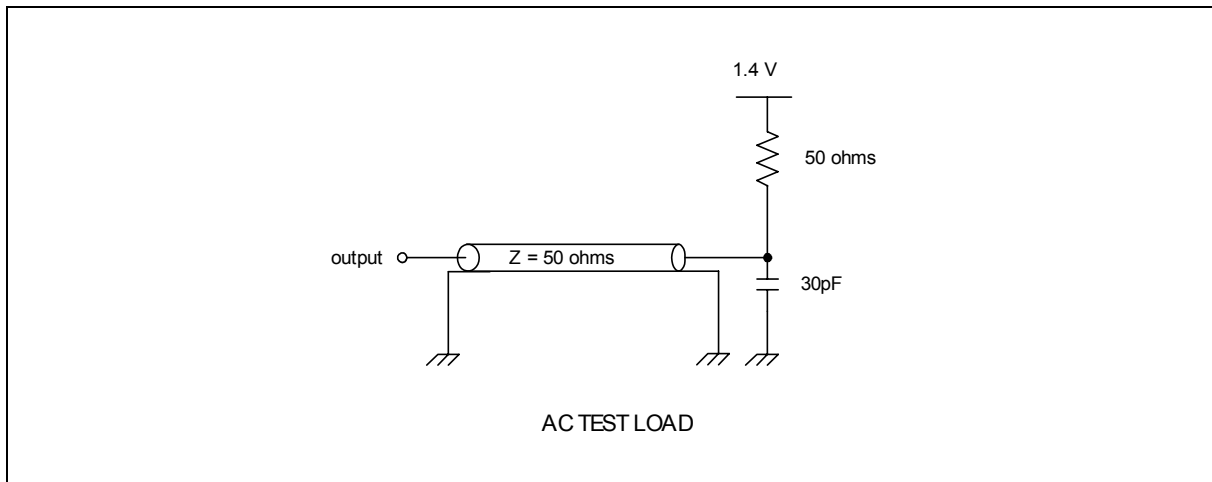 1.4 V
50 ohms
output
Z = 50 ohms
30pF
AC TEST LOAD